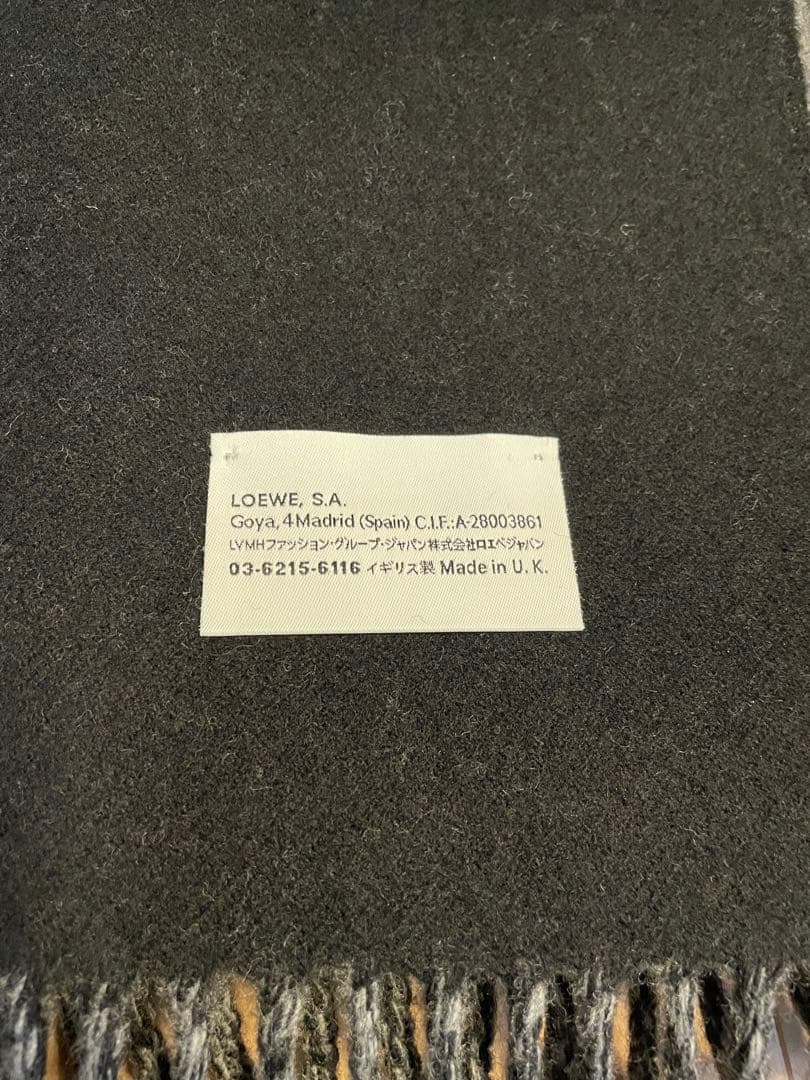 LOEWE, S.A.
Goya, 4 Madrid (Spain) C.I.F.:A-28003861
LVMHファッション・グループ・ジャパン株式会社ロエベジャパン
03-6215-6116 イギリス製 Made in U.K.